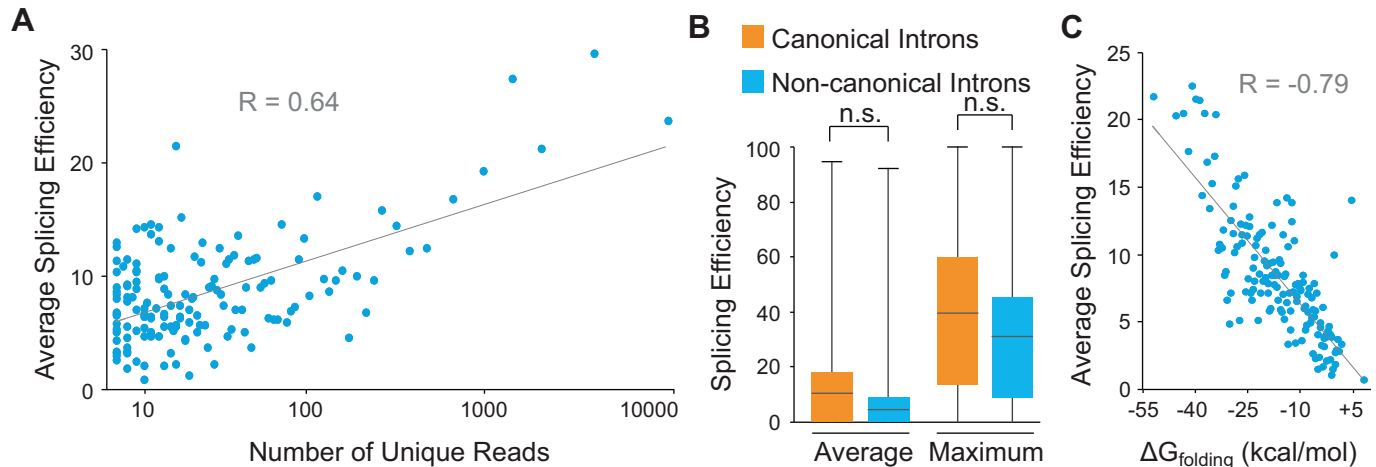 A
Average Splicing Efficiency
30
20
10
0
R = 0.64
10
100
1000
10000
Number of Unique Reads
B
Canonical Introns
Non-canonical Introns
n.s.
n.s.
Splicing Efficiency
100
80
60
40
20
0
Average
Maximum
C
Average Splicing Efficiency
25
20
15
10
5
0
R = -0.79
-55
-40
-25
-10
+5
ΔGfolding (kcal/mol)